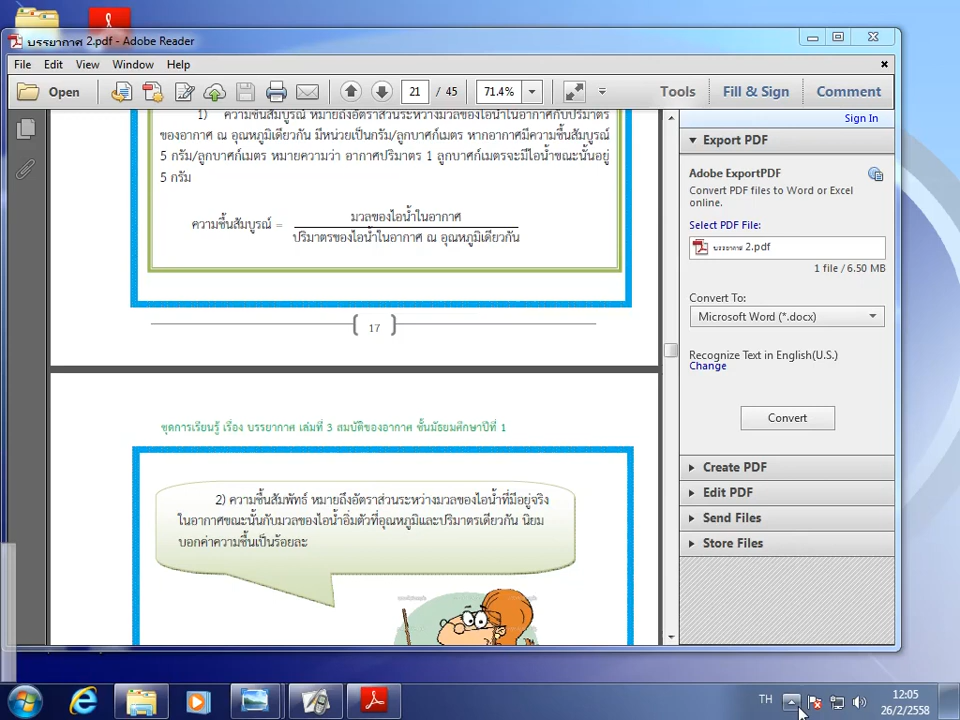 บรรยากาศ 2.pdf - Adobe Reader
File Edit View Window Help
Open 21 / 45 71.4% Tools Fill & Sign Comment
1) ความชื้นสัมบูรณ์ หมายถึงอัตราส่วนระหว่างมวลของไอน้ำในอากาศกับปริมาตร
ของอากาศ ณ อุณหภูมิเดียวกัน มีหน่วยเป็นกรัม/ลูกบาศก์เมตร หากอากาศมีความชื้นสัมบูรณ์
5 กรัม/ลูกบาศก์เมตร หมายความว่า อากาศปริมาตร 1 ลูกบาศก์เมตรจะมีไอน้ำขณะนั้นอยู่
5 กรัม
ความชื้นสัมบูรณ์ = มวลของไอน้ำในอากาศ
ปริมาตรของไอน้ำในอากาศ ณ อุณหภูมิเดียวกัน
17
ชุดการเรียนรู้ เรื่อง บรรยากาศ เล่มที่ 3 สมบัติของอากาศ ชั้นมัธยมศึกษาปีที่ 1
2) ความชื้นสัมพัทธ์ หมายถึงอัตราส่วนระหว่างมวลของไอน้ำที่มีอยู่จริง
ในอากาศขณะนั้นกับมวลของไอน้ำอิ่มตัวที่อุณหภูมิและปริมาตรเดียวกัน นิยม
บอกค่าความชื้นเป็นร้อยละ
Sign In
Export PDF
Adobe ExportPDF
Convert PDF files to Word or Excel
online.
Select PDF File:
บรรยากาศ 2.pdf
1 file / 6.50 MB
Convert To:
Microsoft Word (*.docx)
Recognize Text in English(U.S.)
Change
Convert
Create PDF
Edit PDF
Send Files
Store Files
TH
12:05
26/2/2558